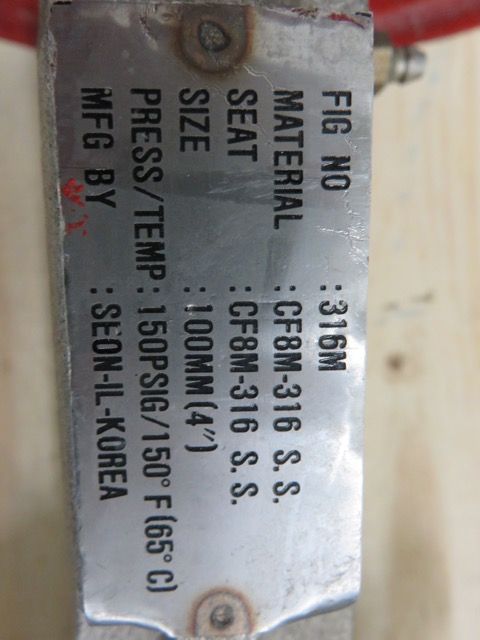 FIG NO :316M
MATERIAL :CF8M-316 S.S.
SEAT :CF8M-316 S.S.
SIZE :100MM(4")
PRESS/TEMP:150PSIG/150°F(65°C)
MFG BY :SEON-IL-KOREA